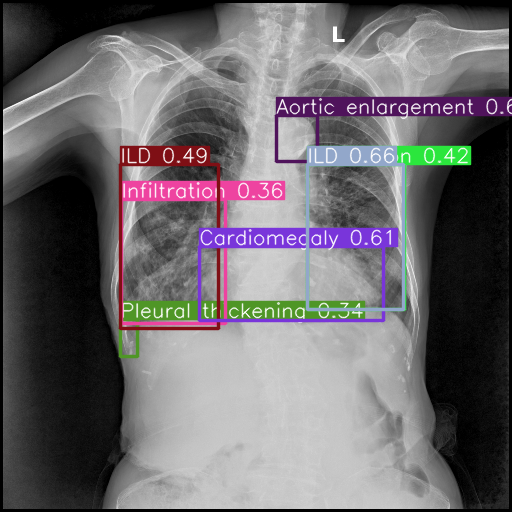 L
Aortic enlargement 0.6
ILD 0.49
ILD 0.66
n 0.42
Infiltration 0.36
Cardiomegaly 0.61
Pleural thickening 0.34